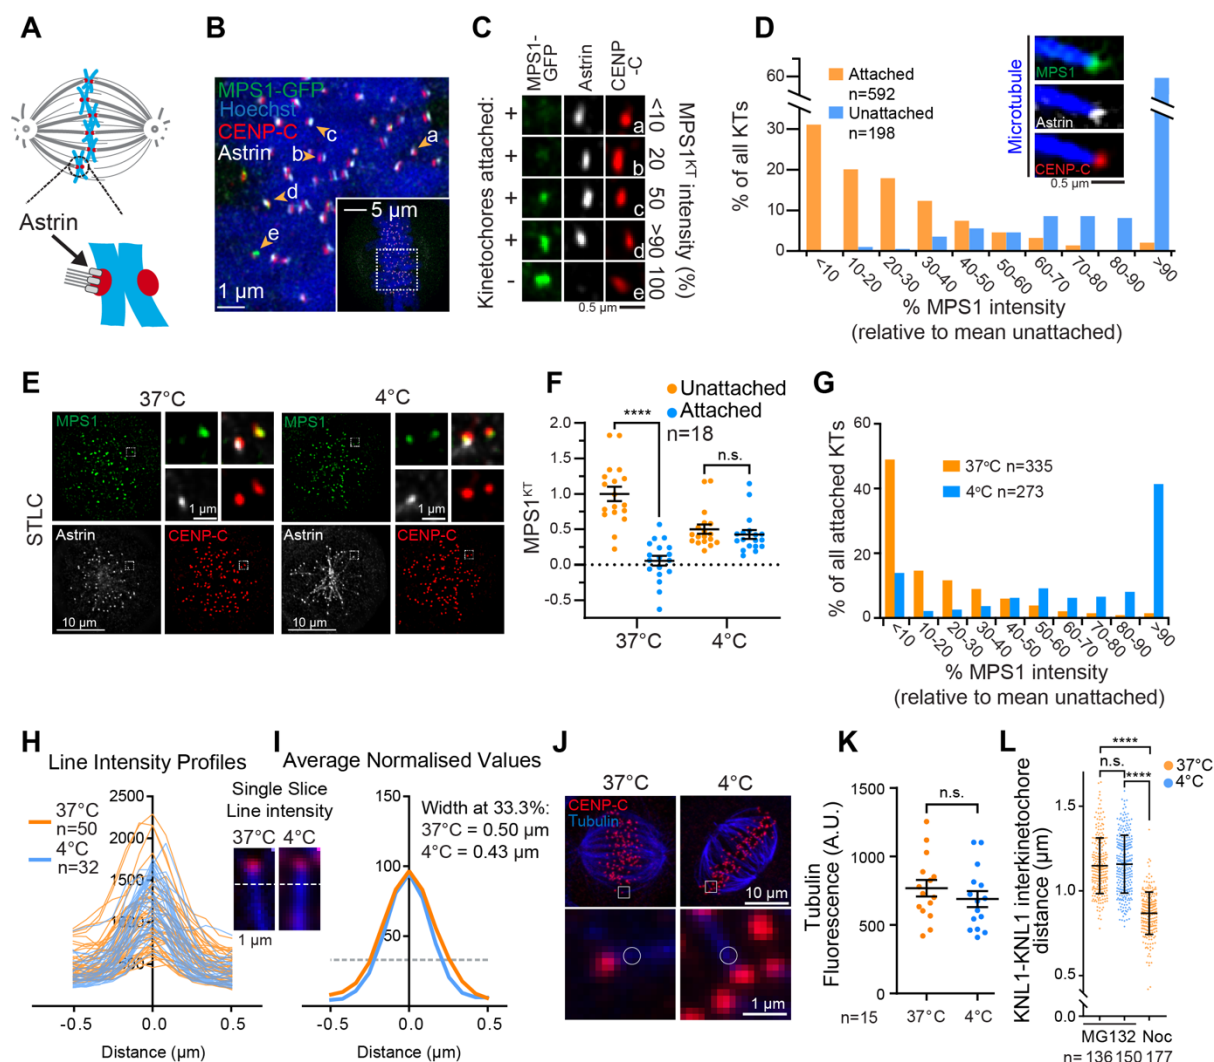 A
Astrin
B
MPS1-GFP
Hoechst
CENP-C
Astrin
a
b
c
d
e
5 µm
1 µm
C
MPS1-
GFP
Astrin
CENP
-C
Kinetochores attached:
+
+
+
+
-
a
b
c
d
e
<10
20
50
>90
100
MPS1KT intensity (%)
0.5 µm
D
% of all KTs
60
40
30
20
10
0
Attached
n=592
Unattached
n=198
Microtubule
MPS1
Astrin
CENP-C
0.5 µm
<10
10-20
20-30
30-40
40-50
50-60
60-70
70-80
80-90
>90
% MPS1 intensity
(relative to mean unattached)
E
37°C
4°C
STLC
MPS1
MPS1
1 µm
1 µm
Astrin
CENP-C
Astrin
CENP-C
10 µm
10 µm
F
Unattached
Attached
n=18
****
n.s.
MPS1KT
2.0
1.5
1.0
0.5
0.0
-0.5
37°C
4°C
G
% of all attached KTs
60
40
20
0
37°C n=335
4°C n=273
<10
10-20
20-30
30-40
40-50
50-60
60-70
70-80
80-90
>90
% MPS1 intensity
(relative to mean unattached)
H
Line Intensity Profiles
2500
2000
1500
1000
500
37°C
n=50
4°C
n=32
-0.5
0.0
0.5
Distance (µm)
Single Slice
Line intensity
37°C
4°C
1 µm
I
Average Normalised Values
150
100
50
Width at 33.3%:
37°C = 0.50 µm
4°C = 0.43 µm
-0.5
0.0
0.5
Distance (µm)
J
37°C
4°C
CENP-C
Tubulin
10 µm
1 µm
K
Tubulin
Fluorescence (A.U.)
1500
1000
500
0
n.s.
n=15
37°C
4°C
L
37°C
4°C
****
n.s.
****
KNL1-KNL1 interkinetochore
distance (µm)
1.5
1.0
0.5
0.0
MG132
Noc
n= 136 150 177